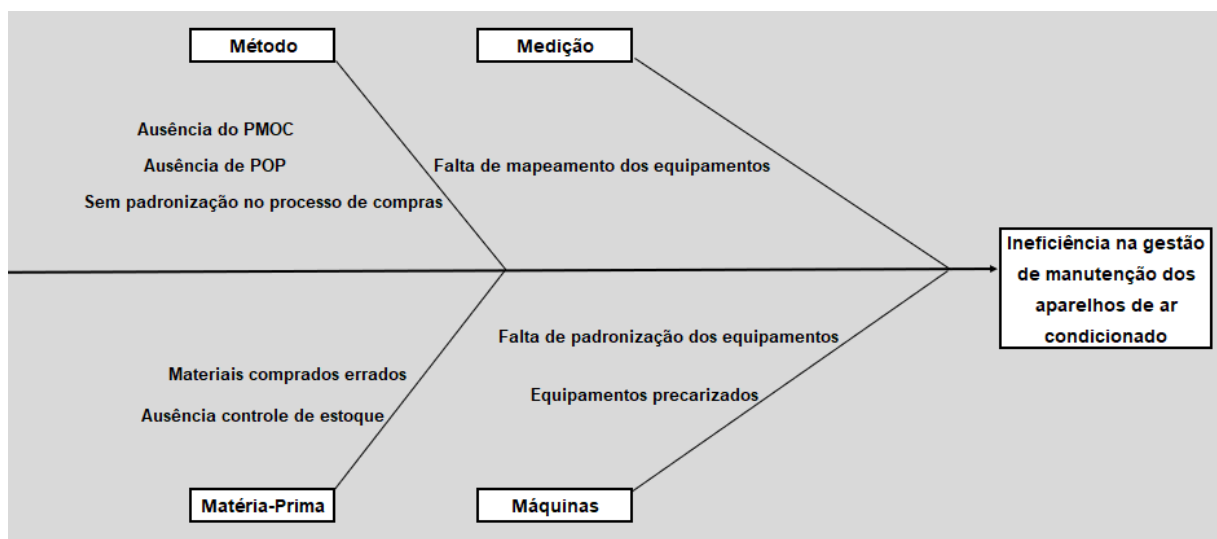 Método
Medição
Ausência do PMOC
Ausência de POP
Falta de mapeamento dos equipamentos
Sem padronização no processo de compras
Ineficiência na gestão
de manutenção dos
aparelhos de ar
condicionado
Falta de padronização dos equipamentos
Materiais comprados errados
Equipamentos precarizados
Ausência controle de estoque
Matéria-Prima
Máquinas